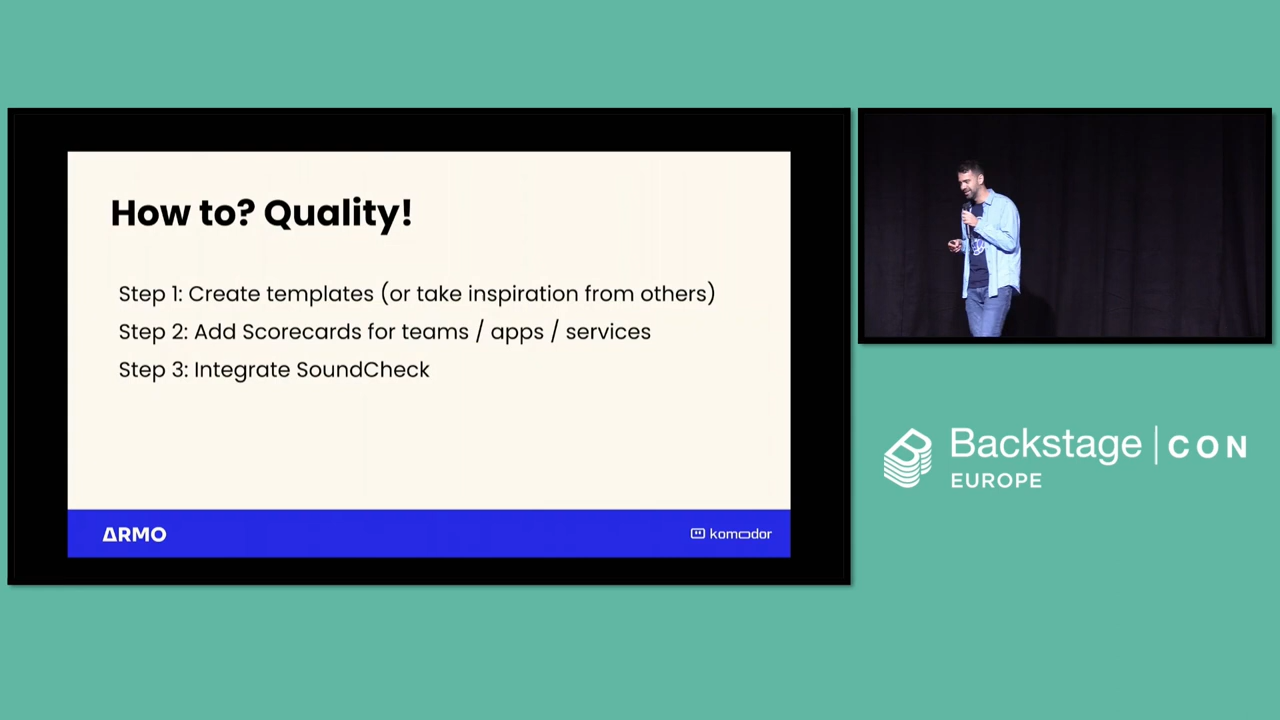 How to? Quality!
Step 1: Create templates (or take inspiration from others)
Step 2: Add Scorecards for teams / apps / services
Step 3: Integrate SoundCheck
ARMO
komodor
Backstage | CON
EUROPE